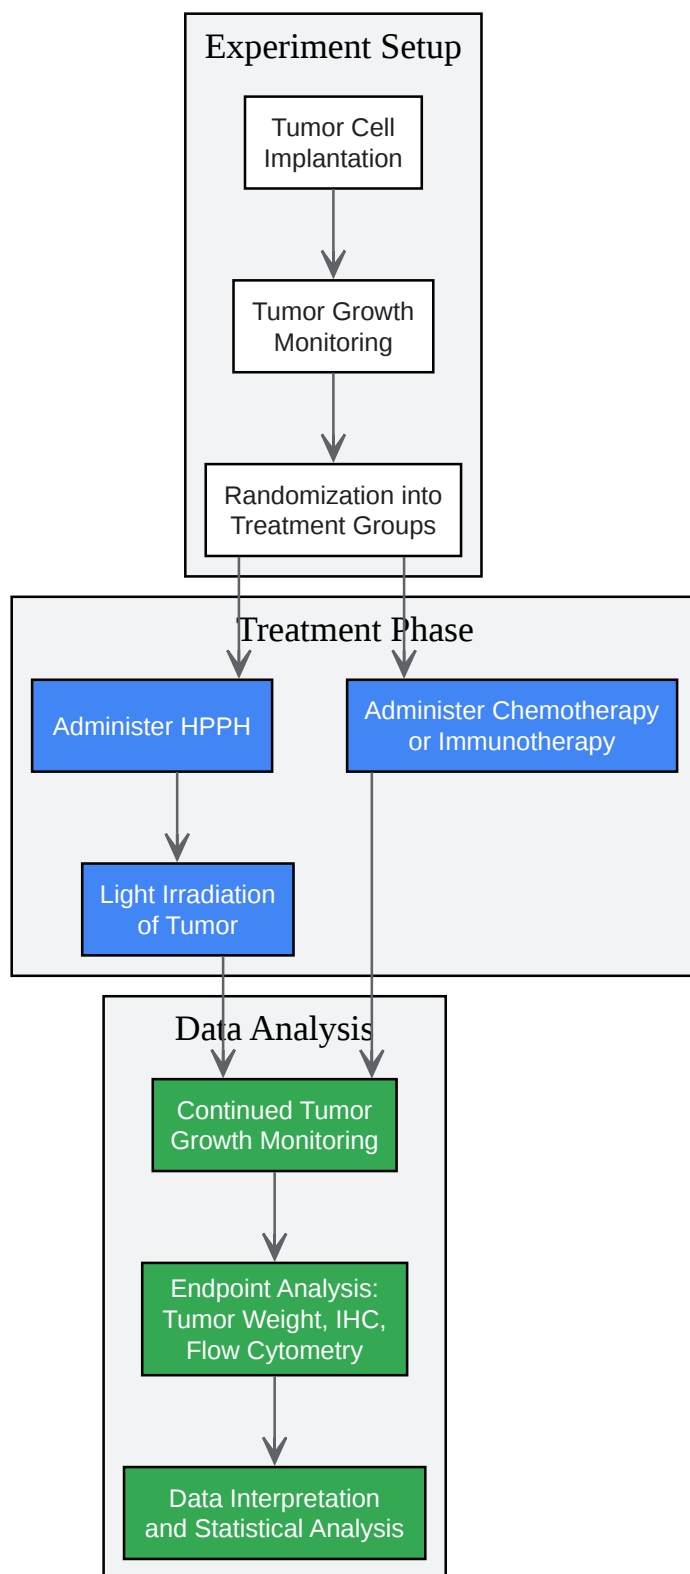 Experiment Setup
Tumor Cell
Implantation
Tumor Growth
Monitoring
Randomization into
Treatment Groups
Treatment Phase
Administer HPPH
Administer Chemotherapy
or Immunotherapy
Light Irradiation
of Tumor
Data Analysis
Continued Tumor
Growth Monitoring
Endpoint Analysis:
Tumor Weight, IHC,
Flow Cytometry
Data Interpretation
and Statistical Analysis